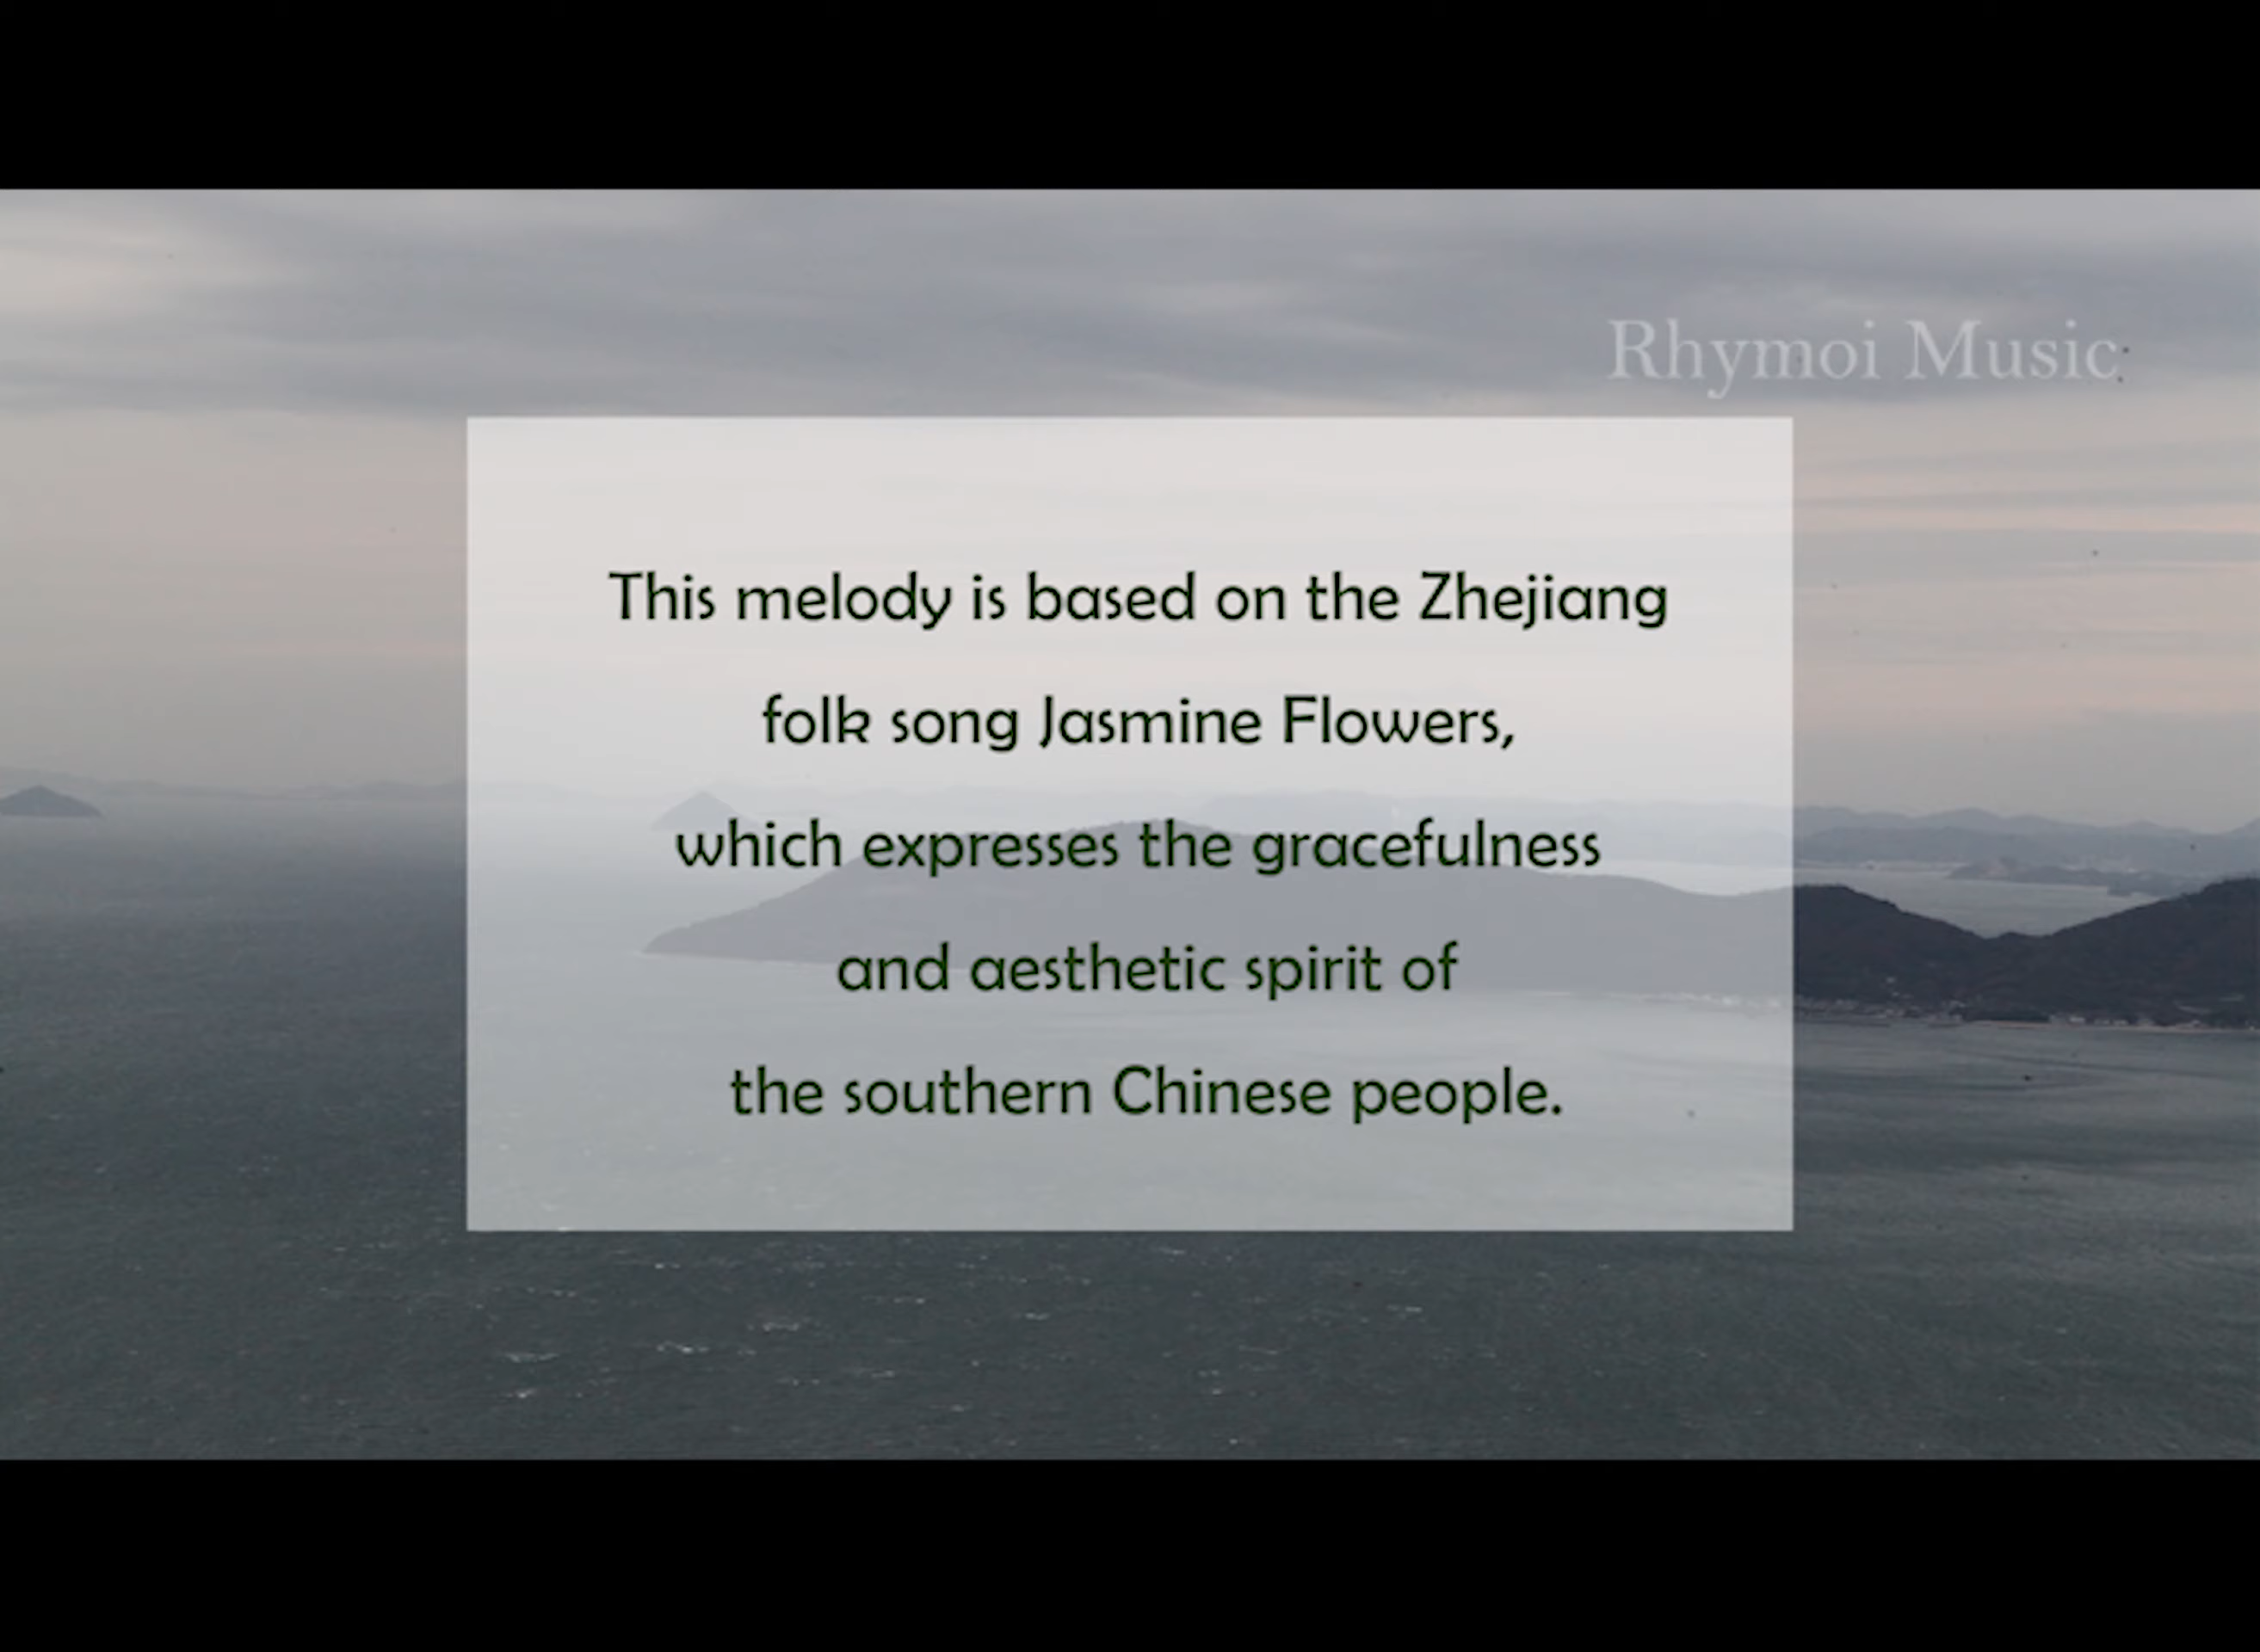 Rhymoi Music
This melody is based on the Zhejiang
folk song Jasmine Flowers,
which expresses the gracefulness
and aesthetic spirit of
the southern Chinese people.